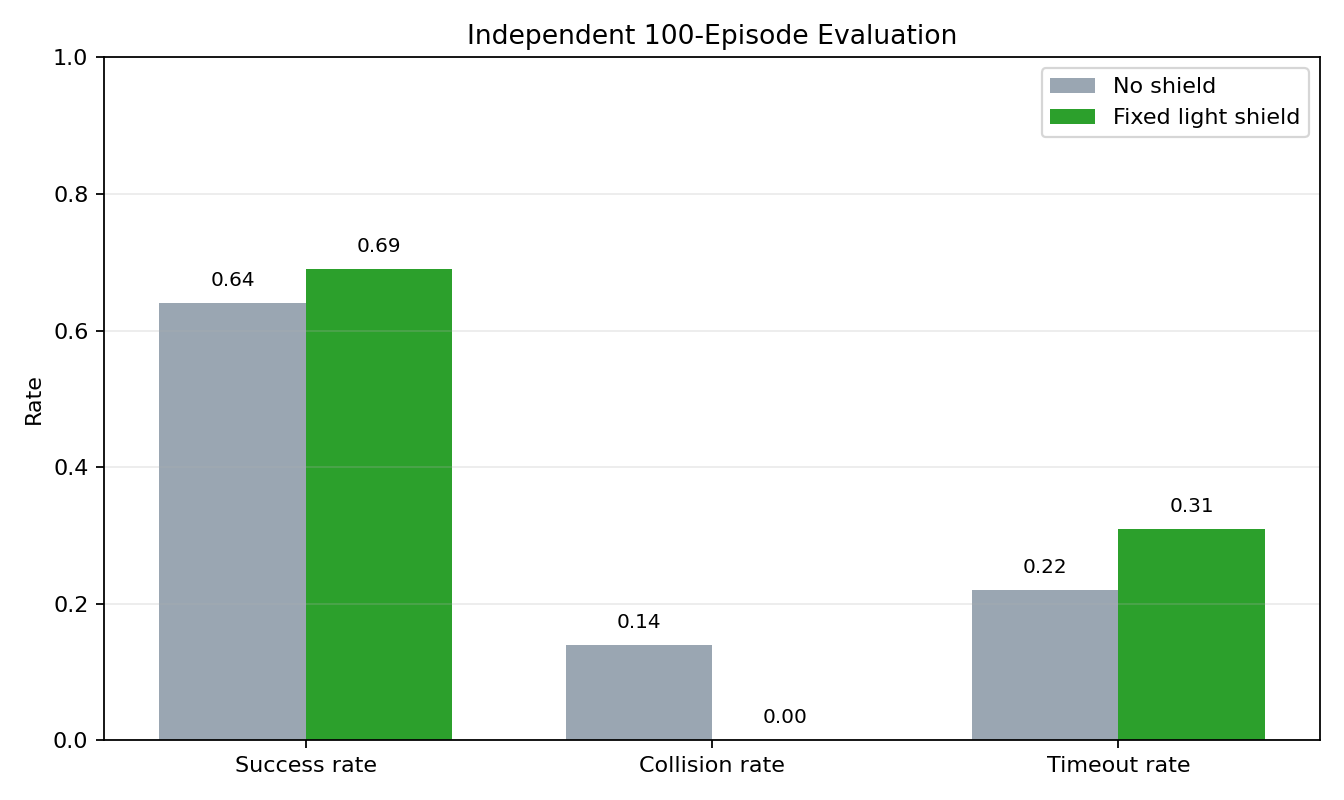 Independent 100-Episode Evaluation
No shield
Fixed light shield
Rate
1.0
0.8
0.6
0.4
0.2
0.0
0.64
0.69
0.14
0.00
0.22
0.31
Success rate
Collision rate
Timeout rate